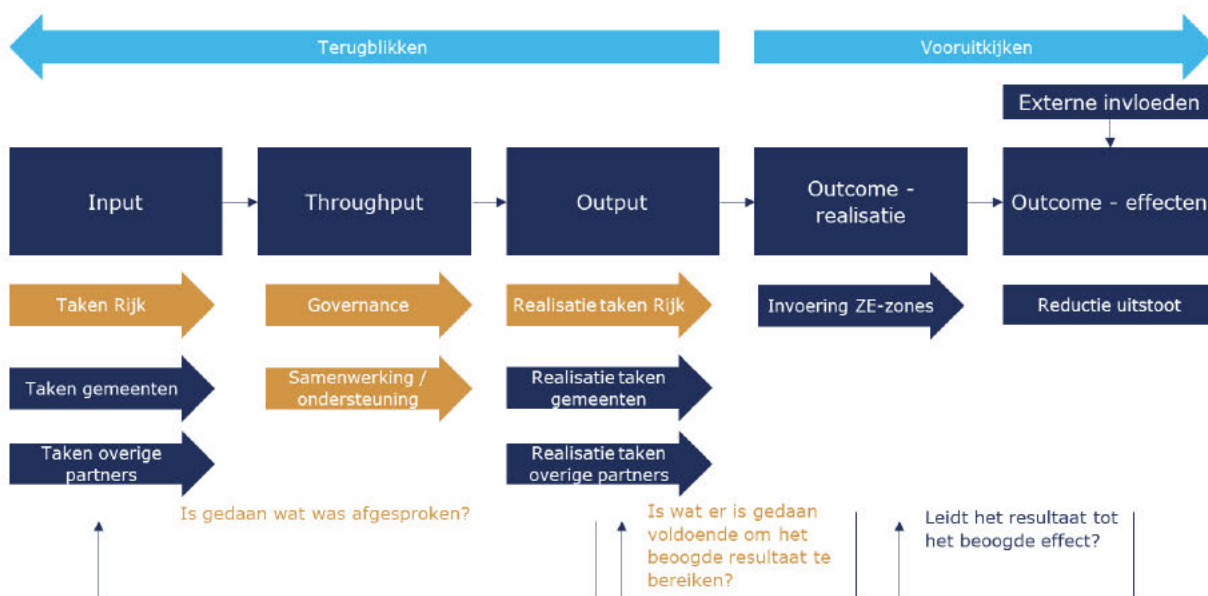 Terugblikken
Vooruitkijken
Externe invloeden
Input
Throughput
Output
Outcome -
realisatie
Outcome - effecten
Taken Rijk
Governance
Realisatie taken Rijk
Invoering ZE-zones
Reductie uitstoot
Taken gemeenten
Samenwerking /
ondersteuning
Realisatie taken
gemeenten
Taken overige
partners
Realisatie taken
overige partners
Is gedaan wat was afgesproken?
Is wat er is gedaan
voldoende om het
beoogde resultaat te
bereiken?
Leidt het resultaat tot
het beoogde effect?